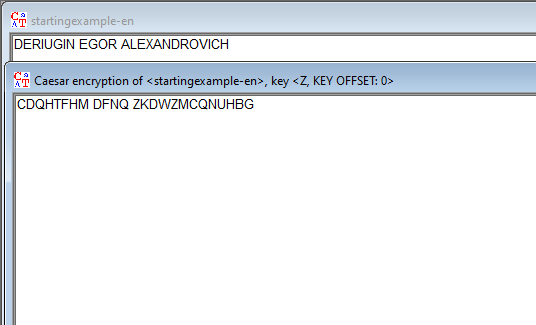 startingexample-en
DERIUGIN EGOR ALEXANDROVICH
Caesar encryption of <startingexample-en>, key <Z, KEY OFFSET: 0>
CDQHTFHM DFNQ ZKDWZMCQNUHBG